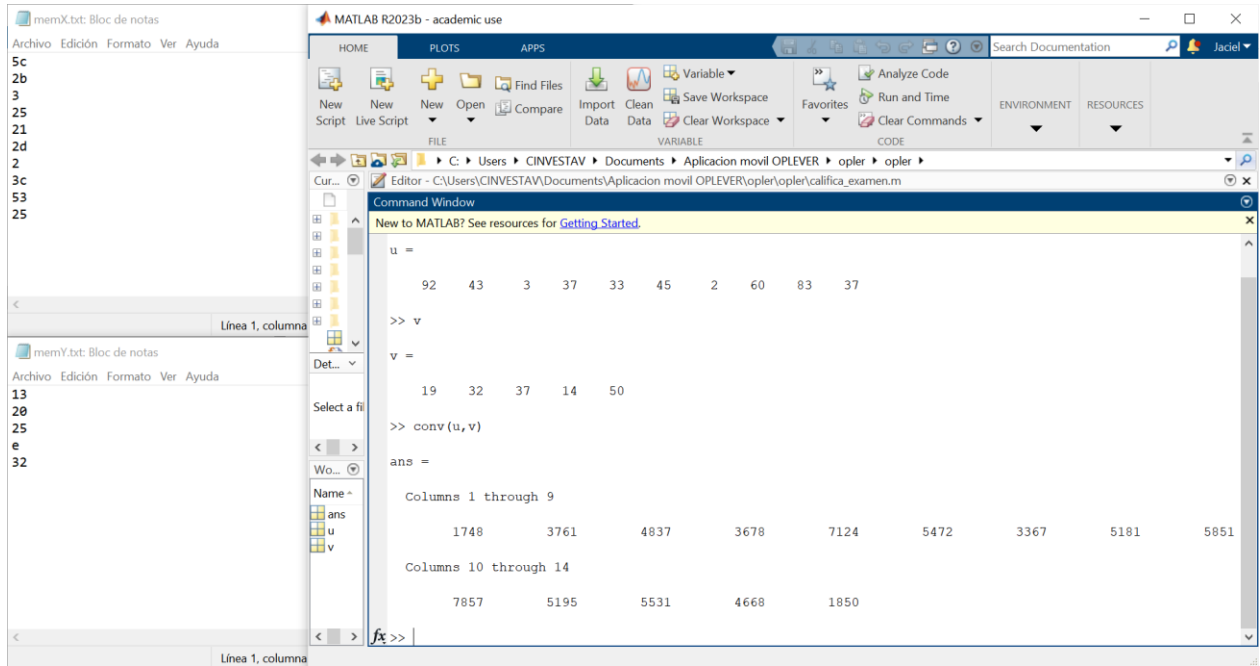 memX.txt: Bloc de notas
Archivo Edición Formato Ver Ayuda
5c
2b
3
25
21
2d
2
3c
53
25
Línea 1, columna
memY.txt: Bloc de notas
Archivo Edición Formato Ver Ayuda
13
20
25
e
32
Línea 1, columna
MATLAB R2023b - academic use
HOME PLOTS APPS Search Documentation Jaciel
New Script
New Live Script
New
Open
Find Files
Compare
Import Data
Clean Data
Variable
Save Workspace
Clear Workspace
Favorites
Analyze Code
Run and Time
Clear Commands
ENVIRONMENT
RESOURCES
FILE VARIABLE CODE
C: Users CINVESTAV Documents Aplicacion movil OPLEVER opler opler
Cur...
Editor - C:\Users\CINVESTAV\Documents\Aplicacion movil OPLEVER\opler\opler\califica_examen.m
Command Window
New to MATLAB? See resources for Getting Started.
Det...
Select a fil
Wo...
Name
ans
u
v
u =
92 43 3 37 33 45 2 60 83 37
>> v
v =
19 32 37 14 50
>> conv(u,v)
ans =
Columns 1 through 9
1748 3761 4837 3678 7124 5472 3367 5181 5851
Columns 10 through 14
7857 5195 5531 4668 1850
fx >>